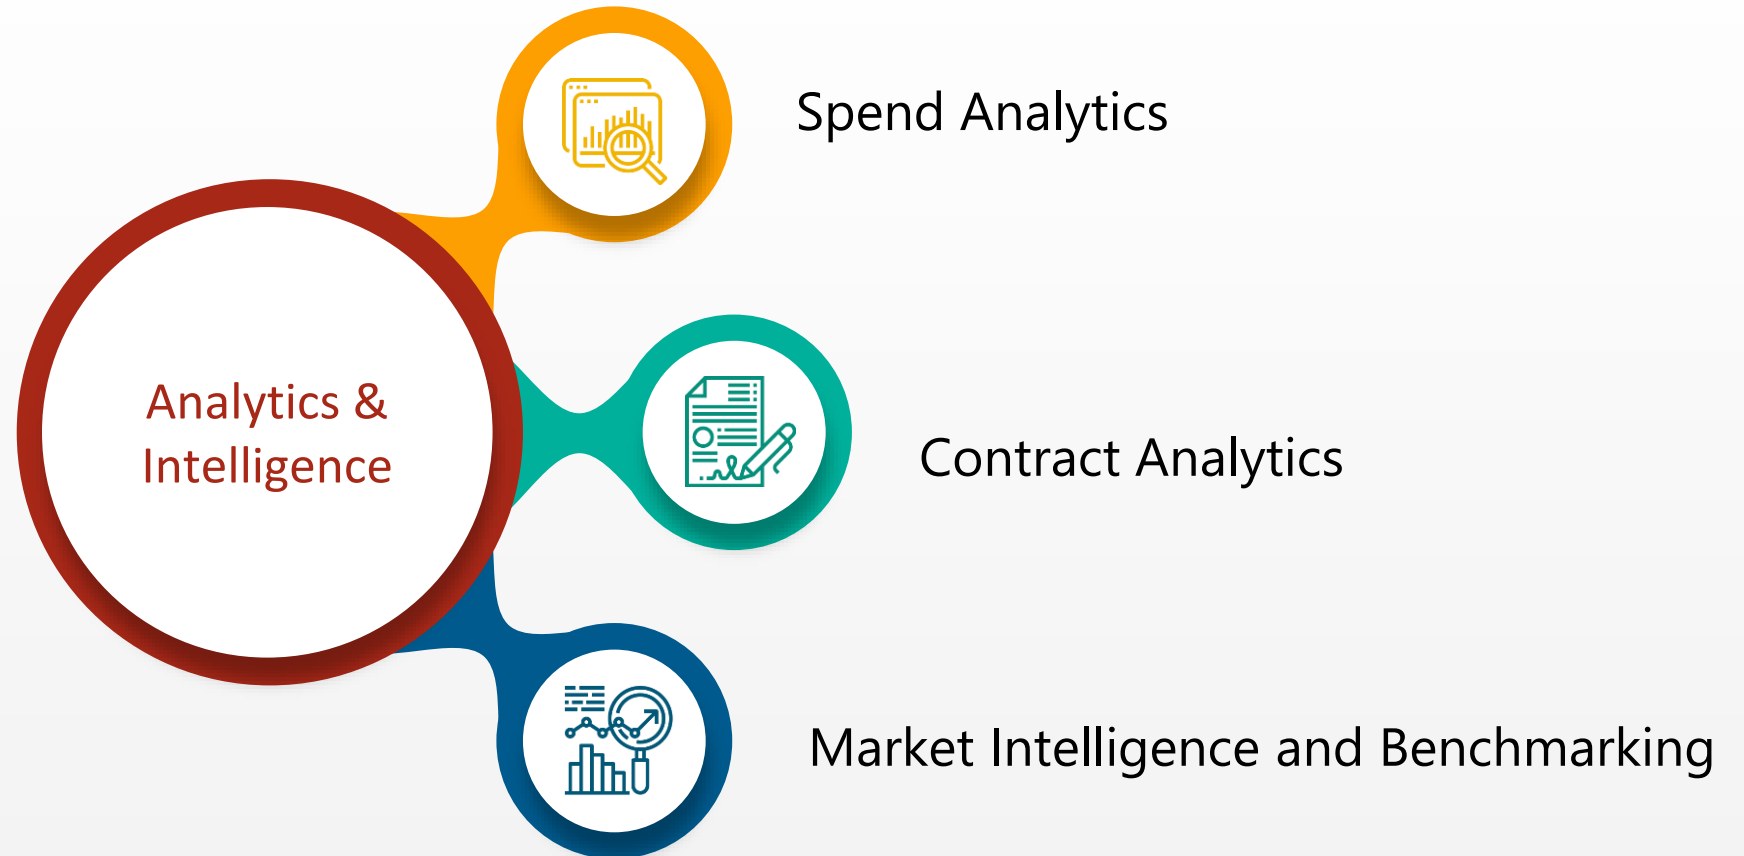 Spend Analytics
Analytics &
Intelligence
Contract Analytics
Market Intelligence and Benchmarking